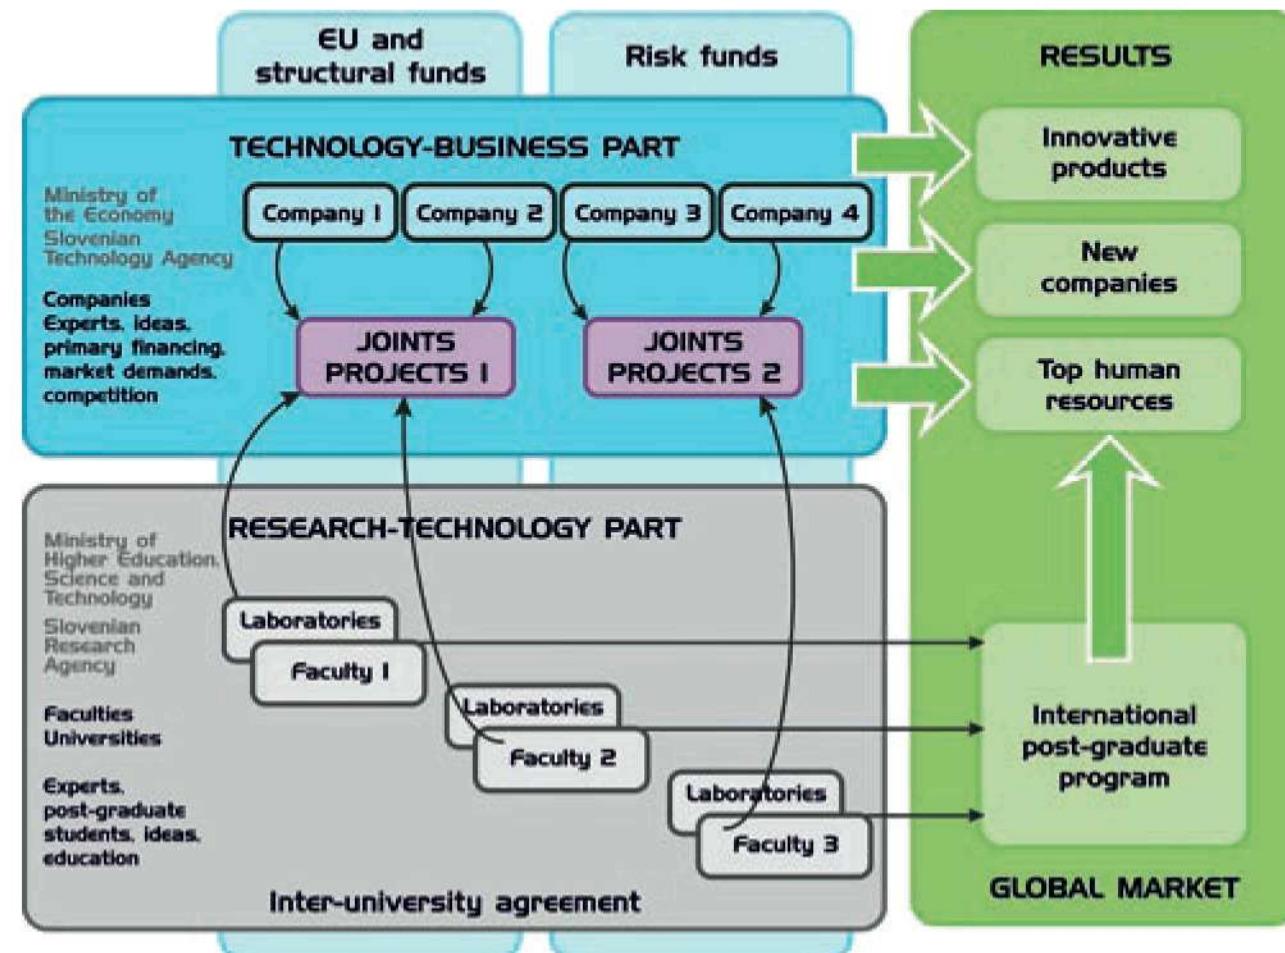 EU and
structural funds
Risk funds
RESULTS
TECHNOLOGY-BUSINESS PART
Ministry of
the Economy
Slovenian
Technology Agency
Companies
Experts, ideas,
primary financing,
market demands,
competition
Company 1
Company 2
Company 3
Company 4
JOINTS
PROJECTS 1
JOINTS
PROJECTS 2
Innovative
products
New
companies
Top human
resources
RESEARCH-TECHNOLOGY PART
Ministry of
Higher Education,
Science and
Technology
Slovenian
Research
Agency
Faculties
Universities
Experts,
post-graduate
students, ideas,
education
Laboratories
Faculty 1
Laboratories
Faculty 2
Laboratories
Faculty 3
Inter-university agreement
International
post-graduate
program
GLOBAL MARKET